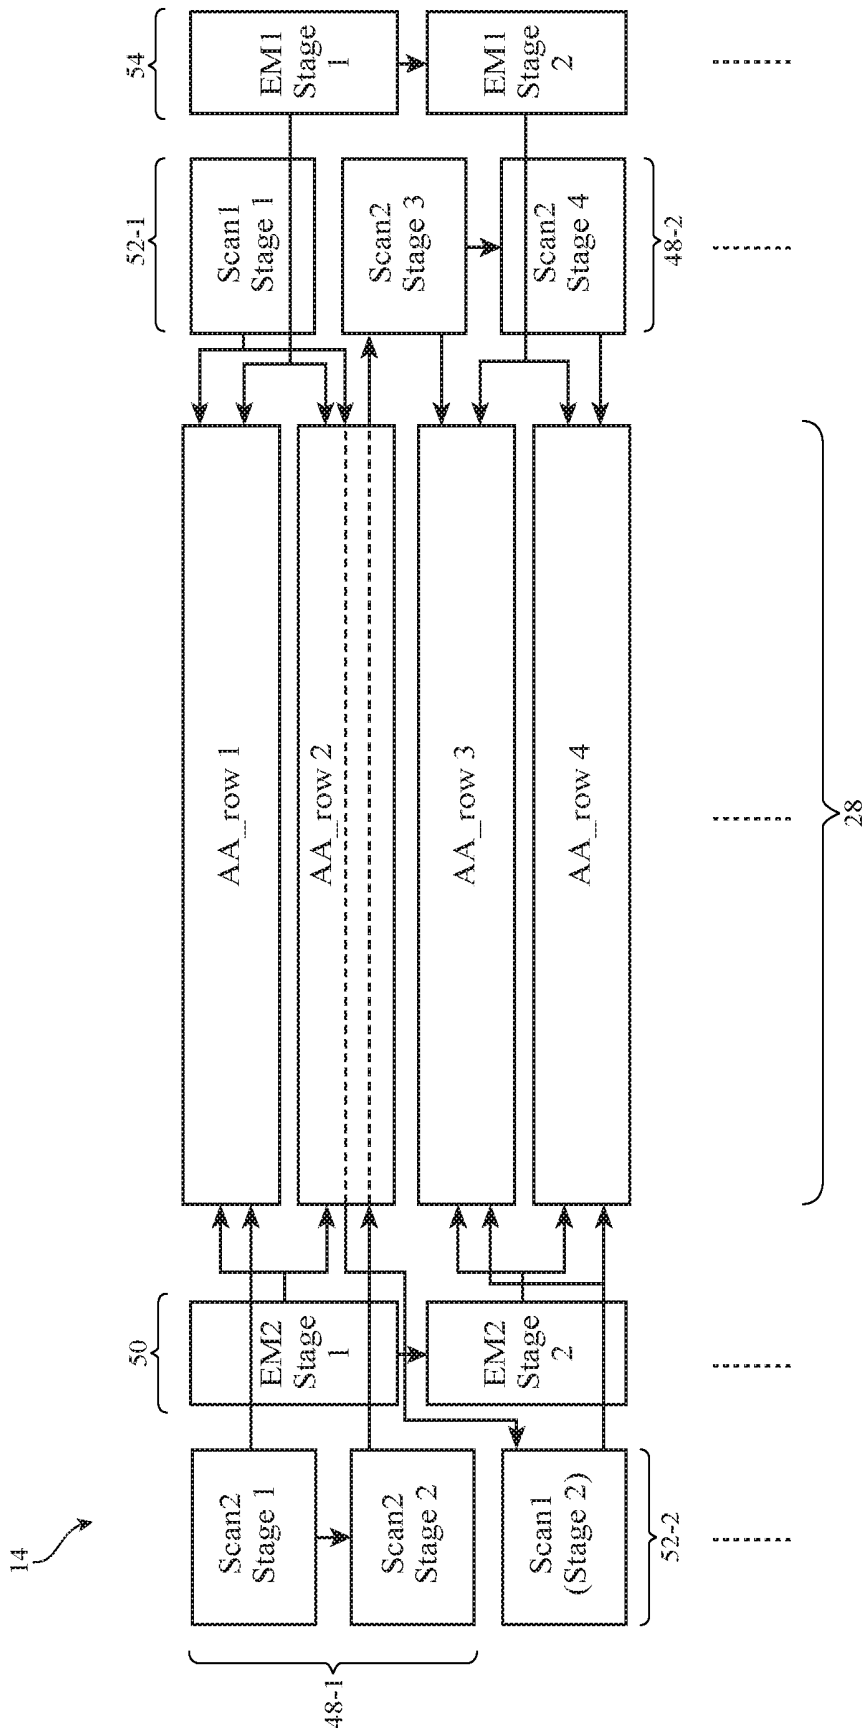 14
48-1
Scan2
Stage 1
Scan2
Stage 2
Scan1
(Stage 2)
52-2
50
EM2
Stage
1
EM2
Stage
2
AA_row 1
AA_row 2
AA_row 3
AA_row 4
28
52-1
Scan1
Stage 1
Scan2
Stage 3
Scan2
Stage 4
48-2
54
EM1
Stage
1
EM1
Stage
2